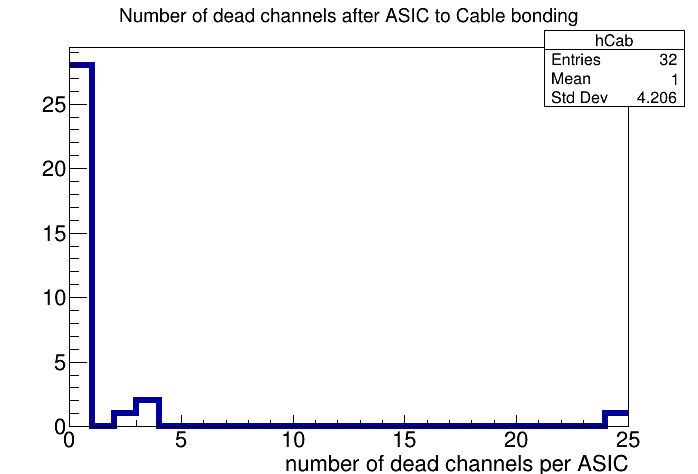 Number of dead channels after ASIC to Cable bonding
hCab
Entries 32
Mean 1
Std Dev 4.206
25
20
15
10
5
0
0 5 10 15 20 25
number of dead channels per ASIC